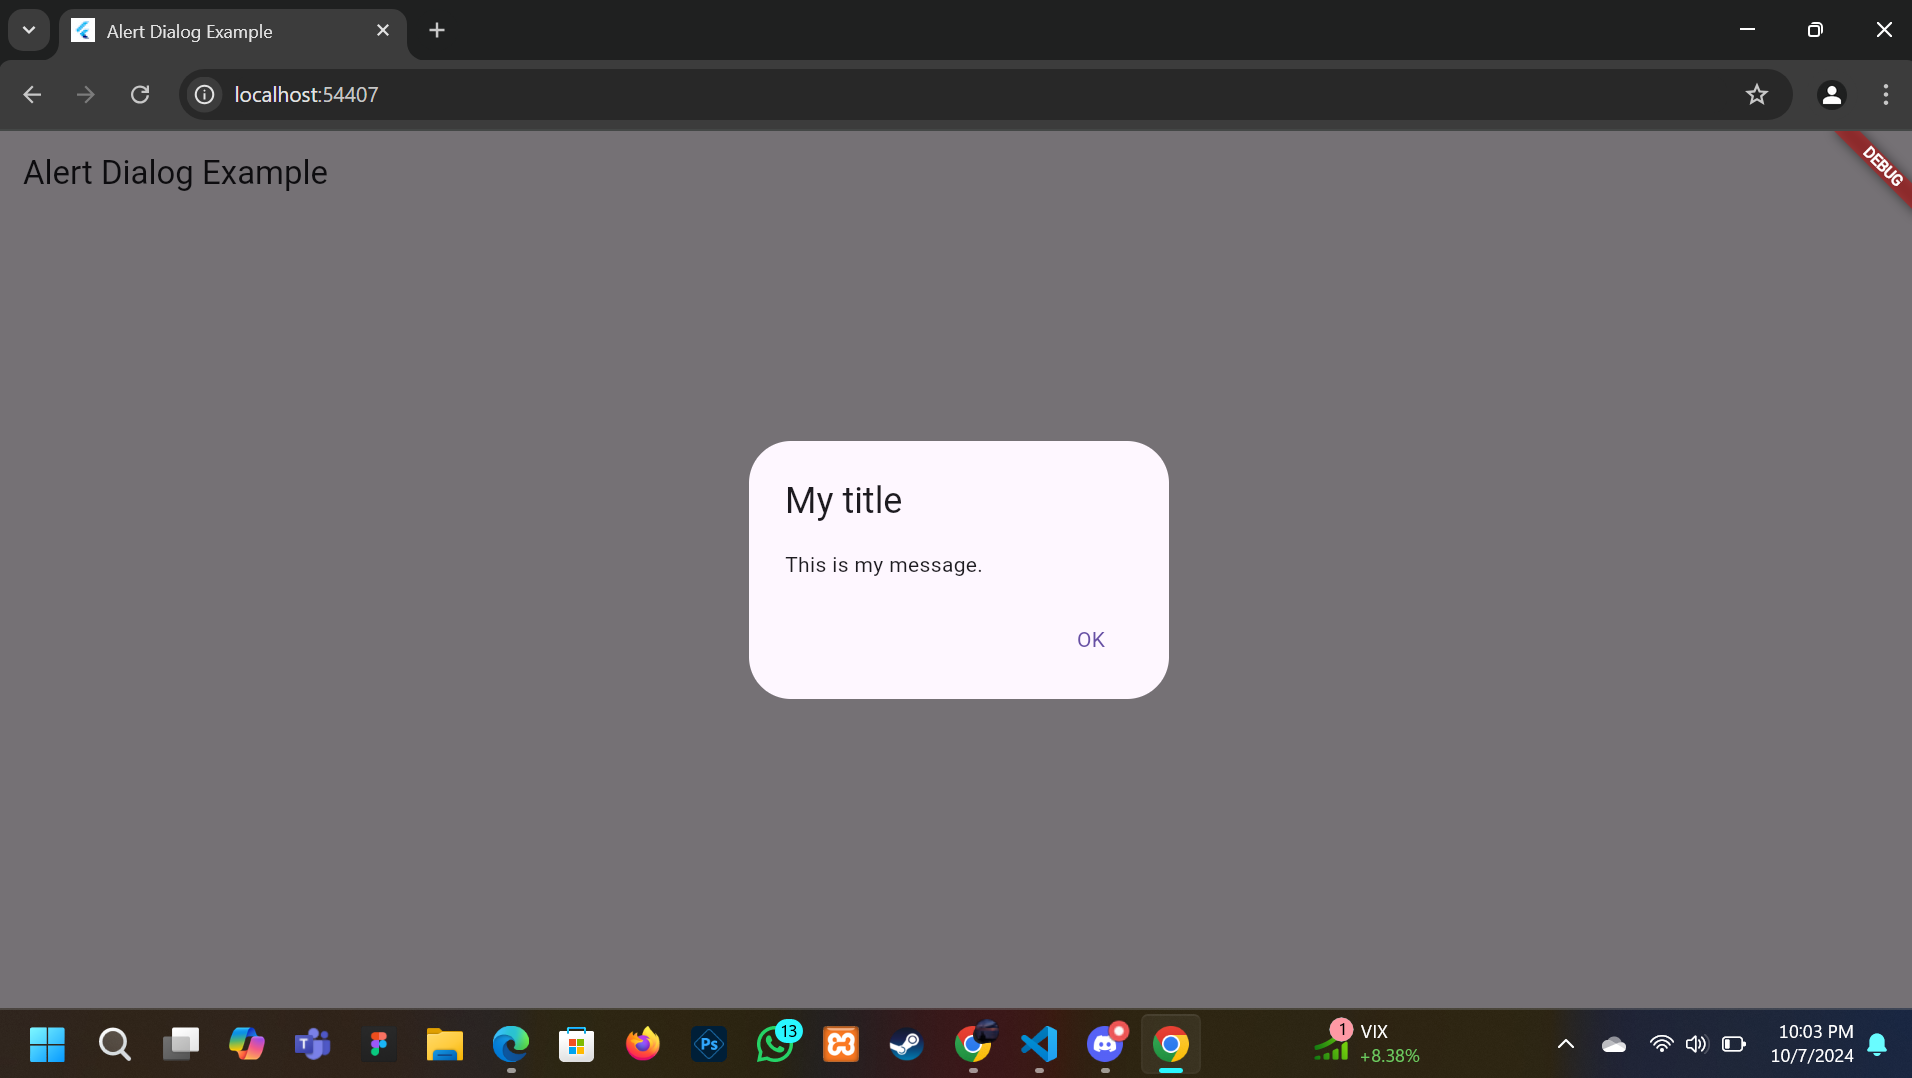 Alert Dialog Example
localhost:54407
Alert Dialog Example
DEBUG
My title
This is my message.
OK
T
Ps
13
1
VIX
+8.38%
10:03 PM
10/7/2024